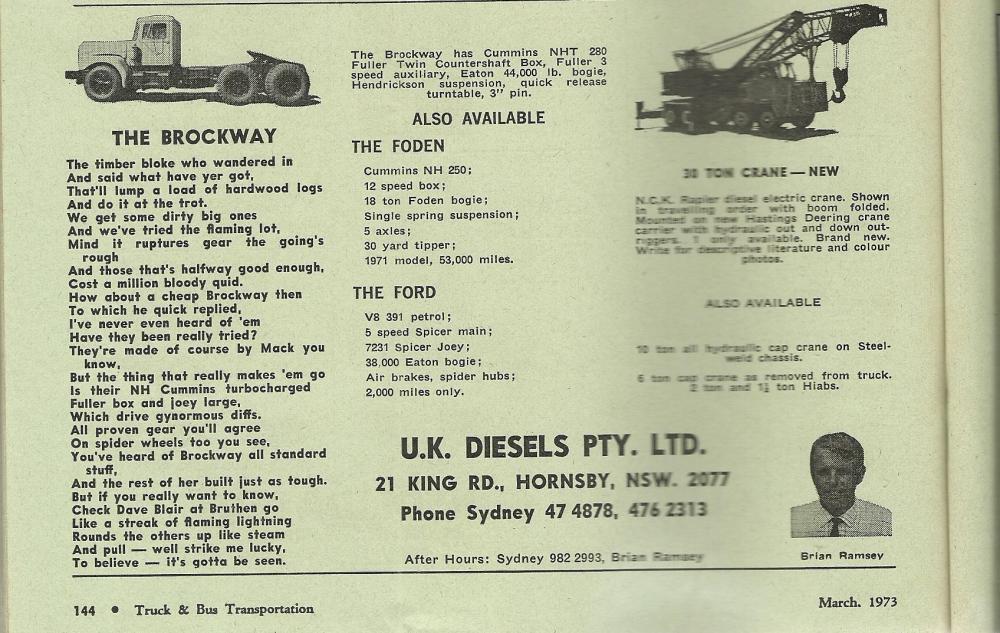 THE BROCKWAY
The timber bloke who wandered in
And said what have yer got,
That'll lump a load of hardwood logs
And do it at the trot.
We get some dirty big ones
And we've tried the flaming lot,
Mind it ruptures gear the going's
rough
And those that's halfway good enough,
Cost a million bloody quid.
How about a cheap Brockway then
To which he quick replied,
I've never even heard of 'em
Have they been really tried?
They're made of course by Mack you
know,
But the thing that really makes 'em go
Is their NH Cummins turbocharged
Fuller box and joey large,
Which drive gynormous diffs.
All proven gear you'll agree
On spider wheels too you see,
You've heard of Brockway all standard
stuff,
And the rest of her built just as tough.
But if you really want to know,
Check Dave Blair at Bruthen go
Like a streak of flaming lightning
Rounds the others up like steam
And pull — well strike me lucky,
To believe — it's gotta be seen.
The Brockway has Cummins NHT 280
Fuller Twin Countershaft Box, Fuller 3
speed auxiliary, Eaton 44,000 lb. bogie,
Hendrickson suspension, quick release
turntable, 3" pin.
ALSO AVAILABLE
THE FODEN
Cummins NH 250;
12 speed box;
18 ton Foden bogie;
Single spring suspension;
5 axles;
30 yard tipper;
1971 model, 53,000 miles.
THE FORD
V8 391 petrol;
5 speed Spicer main;
7231 Spicer Joey;
38,000 Eaton bogie;
Air brakes, spider hubs;
2,000 miles only.
30 TON CRANE — NEW
N.C.K. Rapier diesel electric crane. Shown
in travelling order with boom folded.
Mounted on new Hastings Deering crane
carrier with hydraulic out and down out-
riggers. 1 only available. Brand new.
Write for descriptive literature and colour
photos.
ALSO AVAILABLE
10 ton all hydraulic cap crane on Steel-
weld chassis.
6 ton cap crane as removed from truck.
2 ton and 1½ ton Hiabs.
U.K. DIESELS PTY. LTD.
21 KING RD., HORNSBY, NSW. 2077
Phone Sydney 47 4878, 476 2313
After Hours: Sydney 982 2993, Brian Ramsey
Brian Ramsey
144 • Truck & Bus Transportation
March, 1973